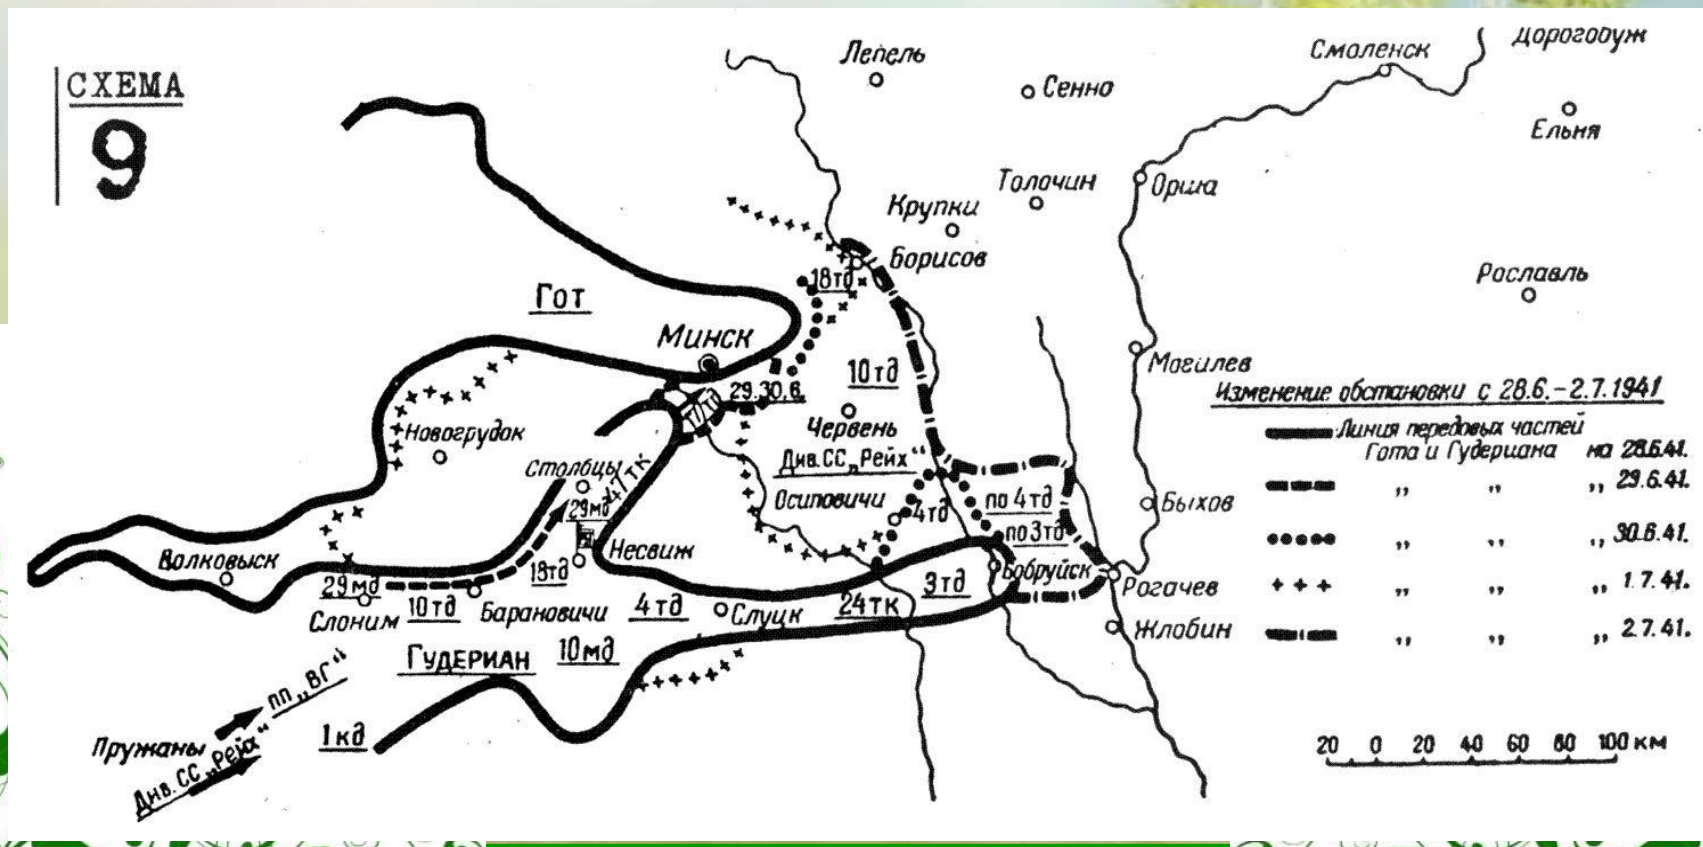 СХЕМА
9
Лепель
Сенно
Смоленск
Дорогобуж
Ельня
Толочин
Орша
Крупки
Борисов
18тд
Рославль
Гот
Минск
29.30.6.
10тд
Могилев
Червень
Див.СС„Рейх“
Осиповичи
Новогрудок
Столбцы
47тк
29мд
4тд
по 4тд
по 3тд
Быхов
Волковыск
Несвиж
18тд
Бобруйск
29мд
Слоним
10тд
Барановичи
4тд
Слуцк
24тк
3тд
Рогачев
Жлобин
Гудериан
10мд
1кд
Пружаны
пп„ВГ“
Див.СС„Рейх“
Изменение обстановки с 28.6.–2.7.1941
Линия передовых частей
Гота и Гудериана на 28.6.41.
„ „ „ 29.6.41.
„ „ „ 30.6.41.
„ „ „ 1.7.41.
„ „ „ 2.7.41.
20 0 20 40 60 80 100 км